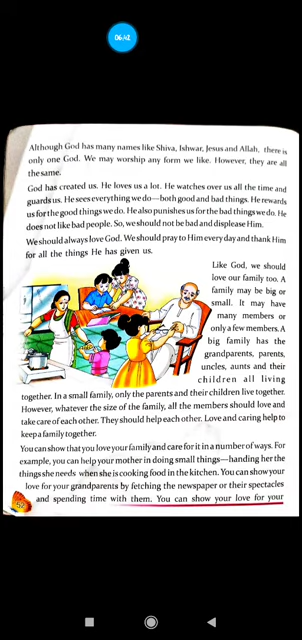 06:42
Although God has many names like Shiva, Ishwar, Jesus and Allah, there is
only one God. We may worship any form we like. However, they are all
the same.
God has created us. He loves us a lot. He watches over us all the time and
guards us. He sees everything we do—both good and bad things. He rewards
us for the good things we do. He also punishes us for the bad things we do. He
does not like bad people. So, we should not be bad and displease Him.
We should always love God. We should pray to Him every day and thank Him
for all the things He has given us.
Like God, we should
love our family too. A
family may be big or
small. It may have
many members or
only a few members. A
big family has the
grandparents, parents,
uncles, aunts and their
children all living
together. In a small family, only the parents and their children live together.
However, whatever the size of the family, all the members should love and
take care of each other. They should help each other. Love and caring help to
keep a family together.
You can show that you love your family and care for it in a number of ways. For
example, you can help your mother in doing small things—handing her the
things she needs when she is cooking food in the kitchen. You can show your
love for your grandparents by fetching the newspaper or their spectacles
and spending time with them. You can show your love for your